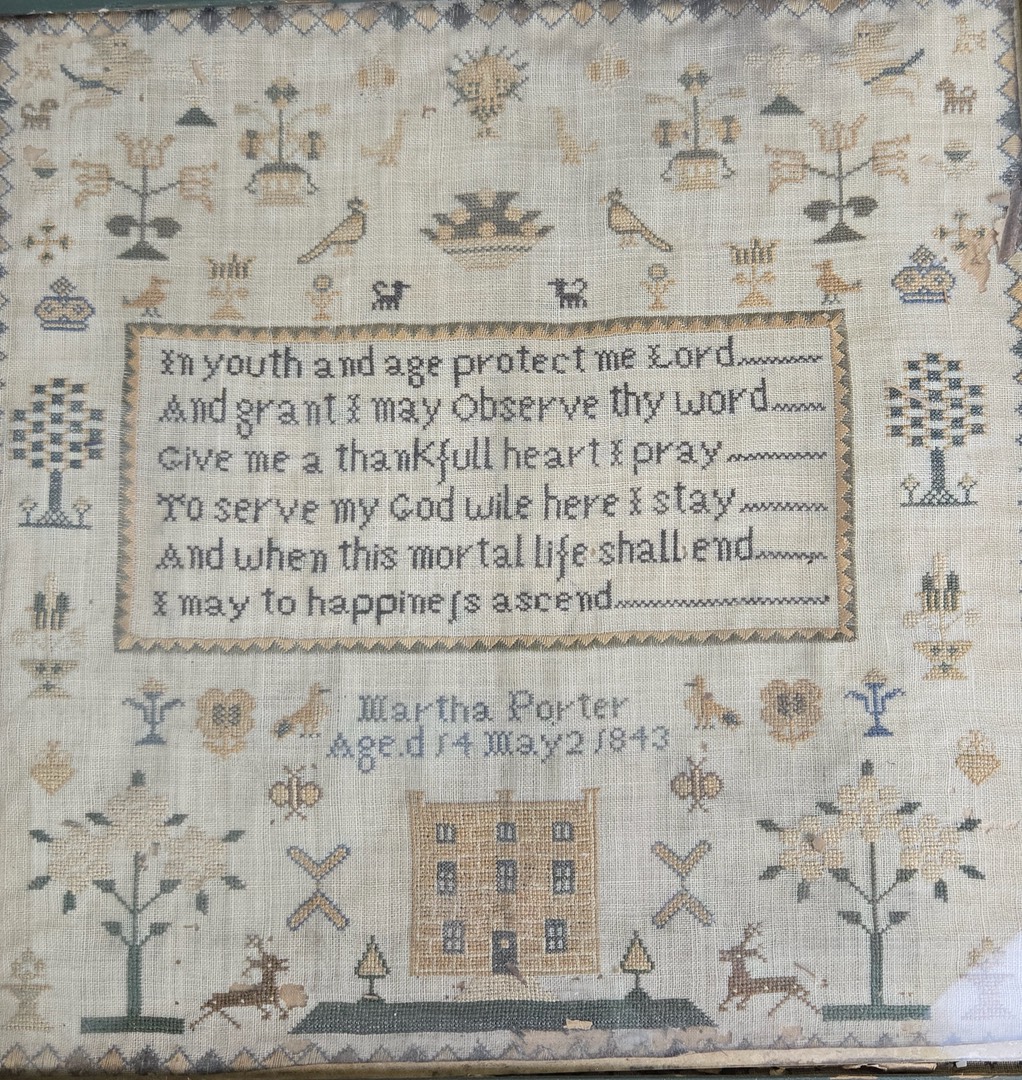 In youth and age protect me Lord
And grant I may Observe thy word
Give me a thanKfull heart I pray
To serve my God wile here I stay
And when this mortal life shall end
I may to happineſs ascend
Martha Porter
Age.d 14 May 2 1843